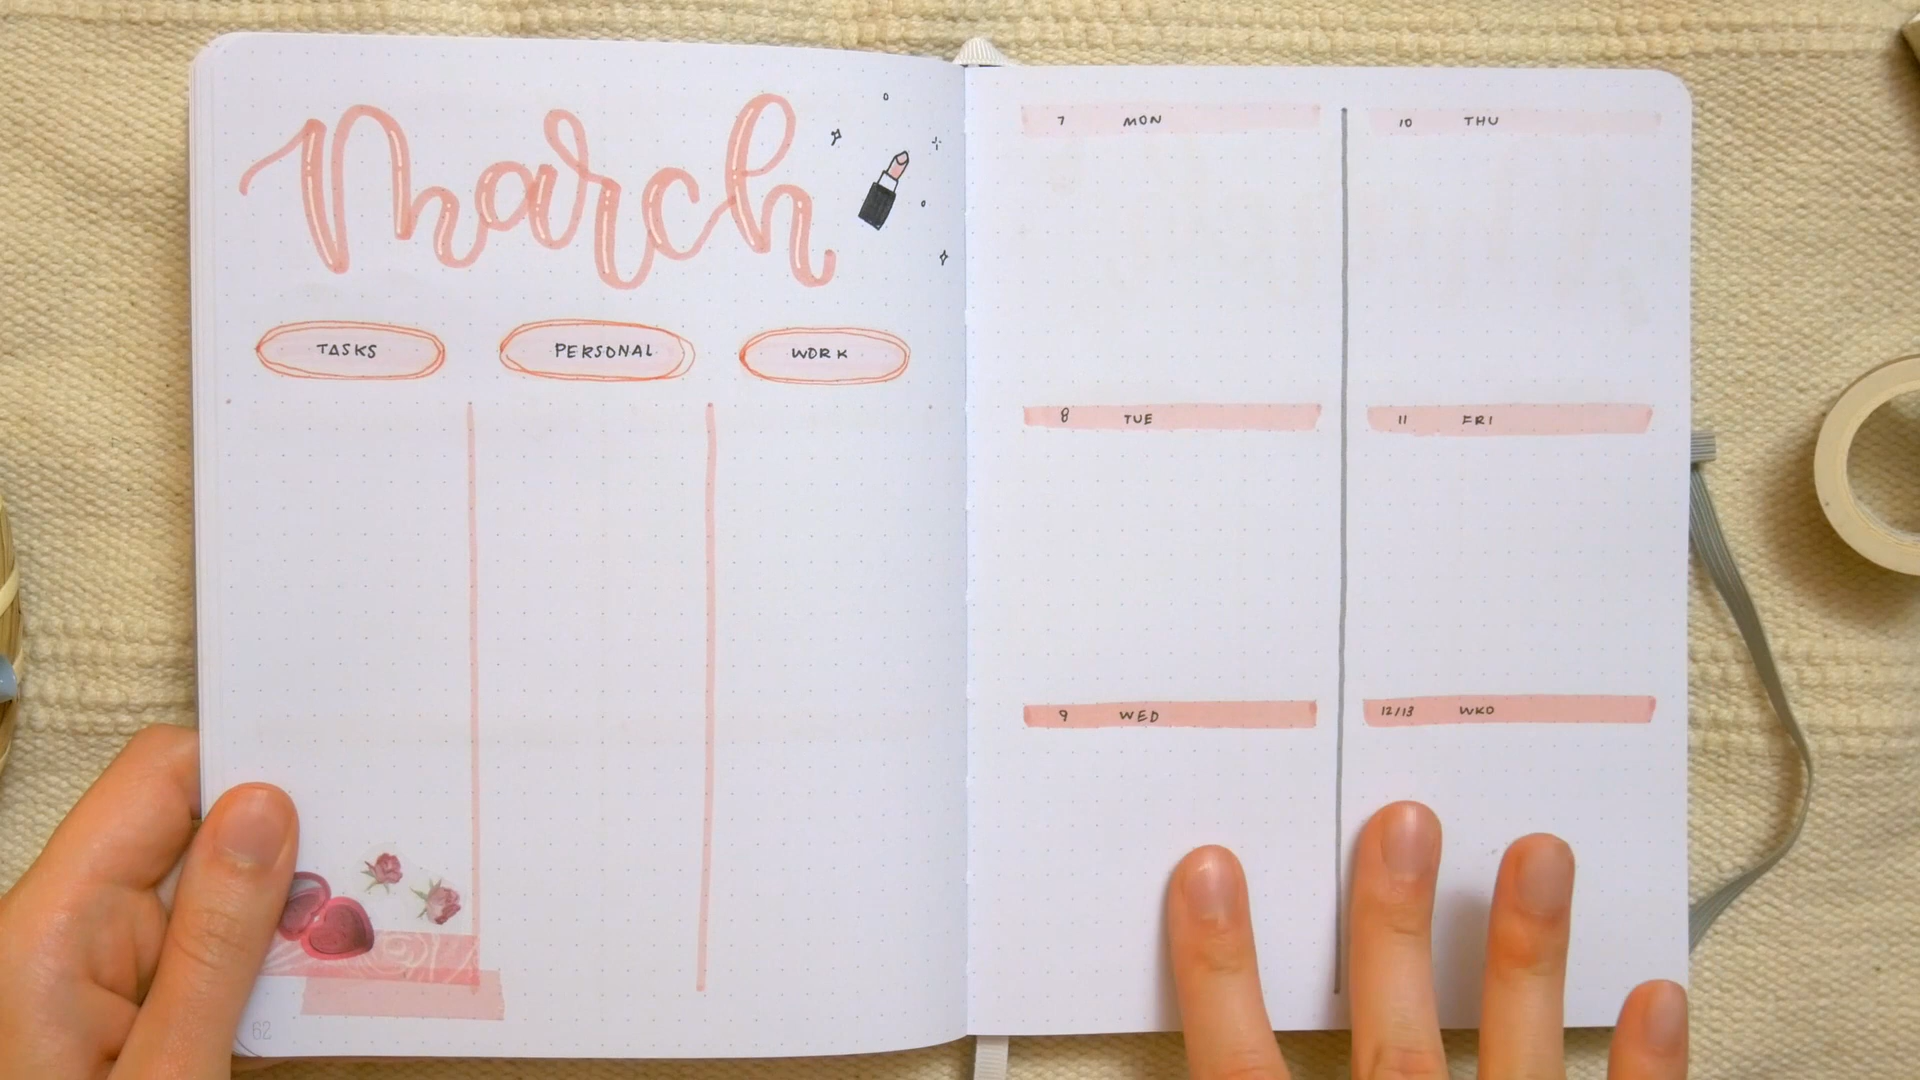 March
TASKS
PERSONAL
WORK
62
7 MON
8 TUE
9 WED
10 THU
11 FRI
12/13 WKD